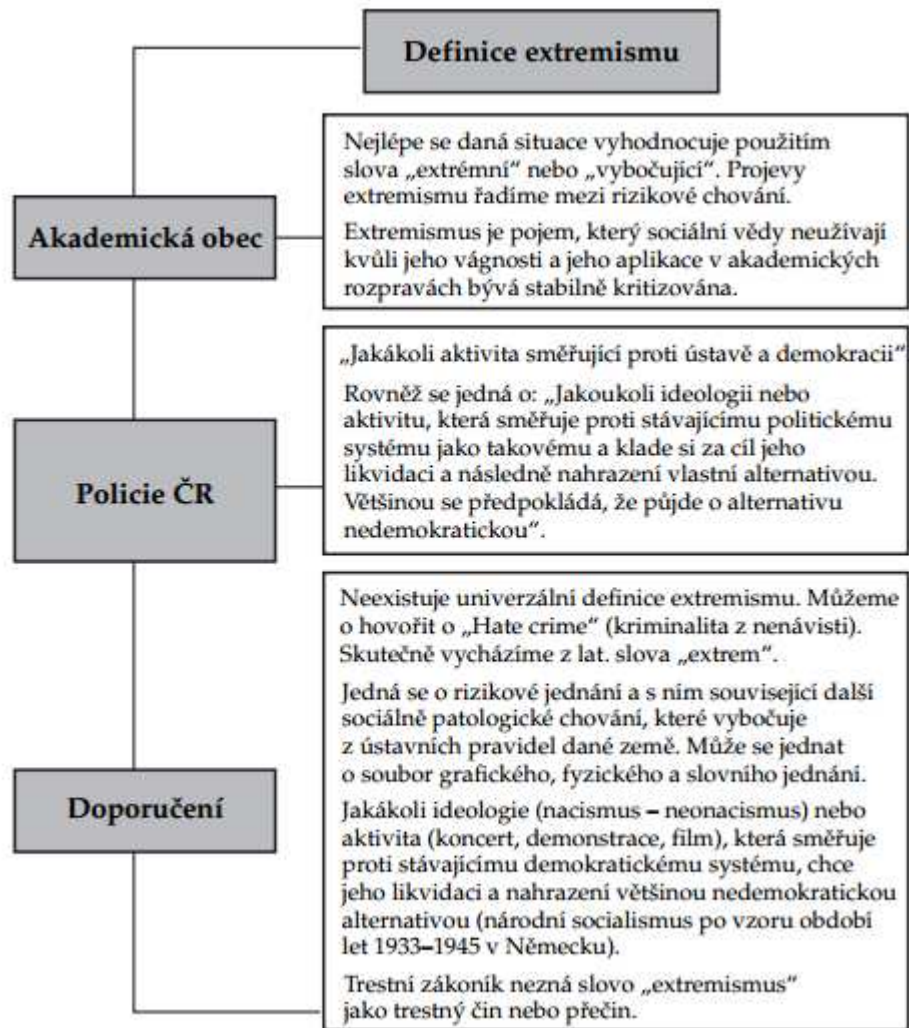 Definice extremismu
Akademická obec
Nejlépe se daná situace vyhodnocuje použitím
slova „extrémní“ nebo „vybočující“. Projevy
extremismu řadíme mezi rizikové chování.
Extremismus je pojem, který sociální vědy neužívají
kvůli jeho vágnosti a jeho aplikace v akademických
rozpravách bývá stabilně kritizována.
Policie ČR
„Jakákoli aktivita směřující proti ústavě a demokracii“
Rovněž se jedná o: „Jakoukoli ideologii nebo
aktivitu, která směřuje proti stávajícímu politickému
systému jako takovému a klade si za cíl jeho
likvidaci a následně nahrazení vlastní alternativou.
Většinou se předpokládá, že půjde o alternativu
nedemokratickou“.
Doporučení
Neexistuje univerzální definice extremismu. Můžeme
o hovořit o „Hate crime“ (kriminalita z nenávisti).
Skutečně vycházíme z lat. slova „extrem“.
Jedná se o rizikové jednání a s ním související další
sociálně patologické chování, které vybočuje
z ústavních pravidel dané země. Může se jednat
o soubor grafického, fyzického a slovního jednání.
Jakákoli ideologie (nacismus – neonacismus) nebo
aktivita (koncert, demonstrace, film), která směřuje
proti stávajícímu demokratickému systému, chce
jeho likvidaci a nahrazení většinou nedemokratickou
alternativou (národní socialismus po vzoru období
let 1933–1945 v Německu).
Trestní zákoník nezná slovo „extremismus“
jako trestný čin nebo přečin.